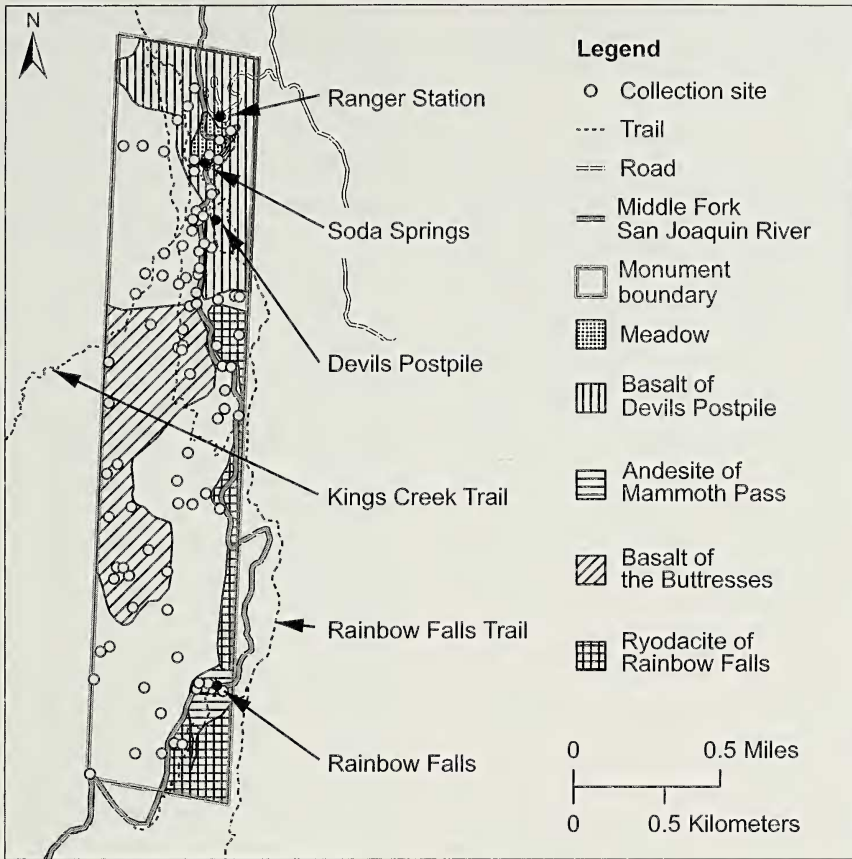 N
Ranger Station
Soda Springs
Devils Postpile
Kings Creek Trail
Rainbow Falls Trail
Rainbow Falls
Legend
Collection site
Trail
Road
Middle Fork
San Joaquin River
Monument
boundary
Meadow
Basalt of
Devils Postpile
Andesite of
Mammoth Pass
Basalt of
the Buttresses
Ryodacite of
Rainbow Falls
0 0.5 Miles
0 0.5 Kilometers